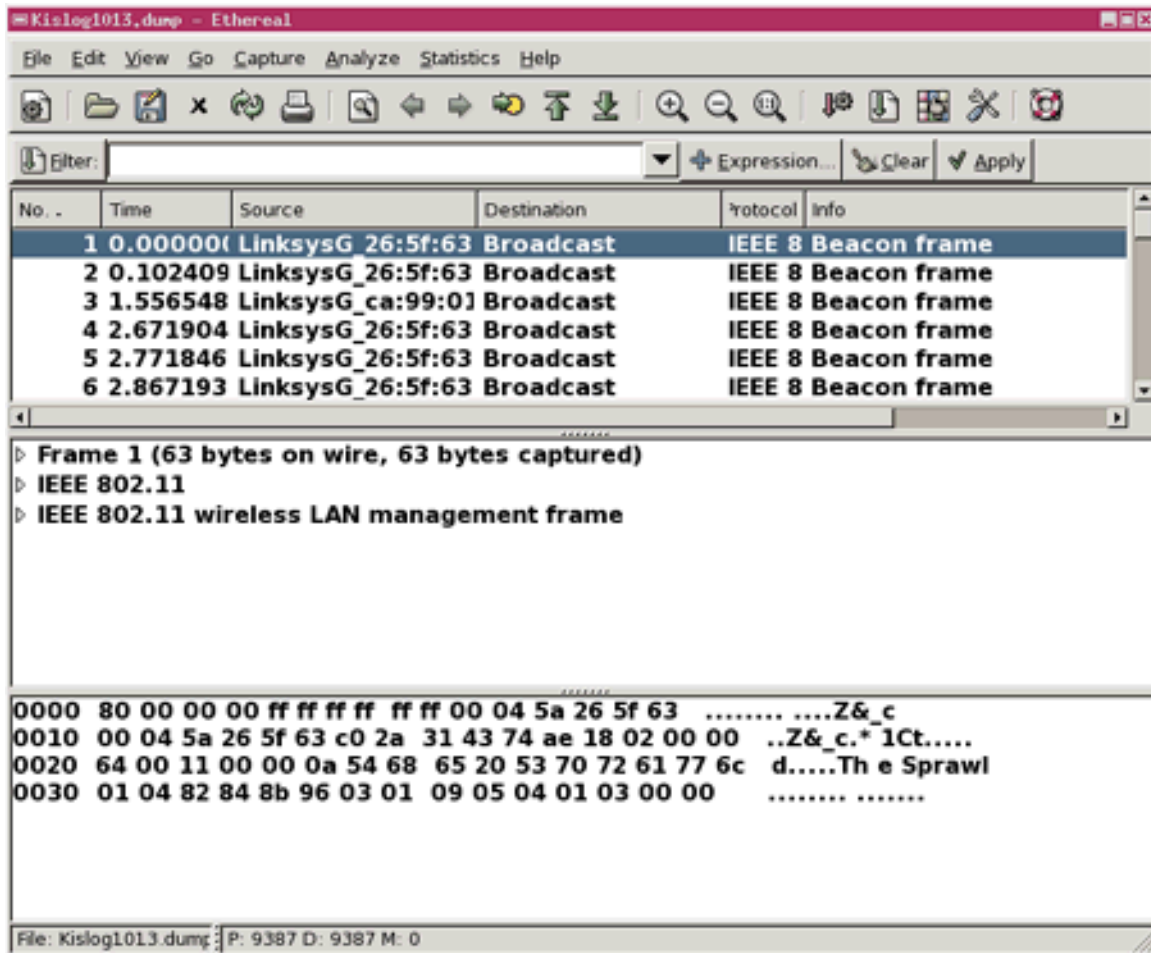 Kislog1013.dump - Ethereal
File Edit View Go Capture Analyze Statistics Help
Filter: Expression... Clear Apply
No. . Time Source Destination Protocol Info
1 0.000000 LinksysG_26:5f:63 Broadcast IEEE 8 Beacon frame
2 0.102409 LinksysG_26:5f:63 Broadcast IEEE 8 Beacon frame
3 1.556548 LinksysG_ca:99:01 Broadcast IEEE 8 Beacon frame
4 2.671904 LinksysG_26:5f:63 Broadcast IEEE 8 Beacon frame
5 2.771846 LinksysG_26:5f:63 Broadcast IEEE 8 Beacon frame
6 2.867193 LinksysG_26:5f:63 Broadcast IEEE 8 Beacon frame
Frame 1 (63 bytes on wire, 63 bytes captured)
IEEE 802.11
IEEE 802.11 wireless LAN management frame
0000 80 00 00 00 ff ff ff ff ff ff 00 04 5a 26 5f 63 ........ ....Z&_c
0010 00 04 5a 26 5f 63 c0 2a 31 43 74 ae 18 02 00 00 ..Z&_c.* 1Ct.....
0020 64 00 11 00 00 0a 54 68 65 20 53 70 72 61 77 6c d.....Th e Sprawl
0030 01 04 82 84 8b 96 03 01 09 05 04 01 03 00 00 ........ .......
File: Kislog1013.dump P: 9387 D: 9387 M: 0